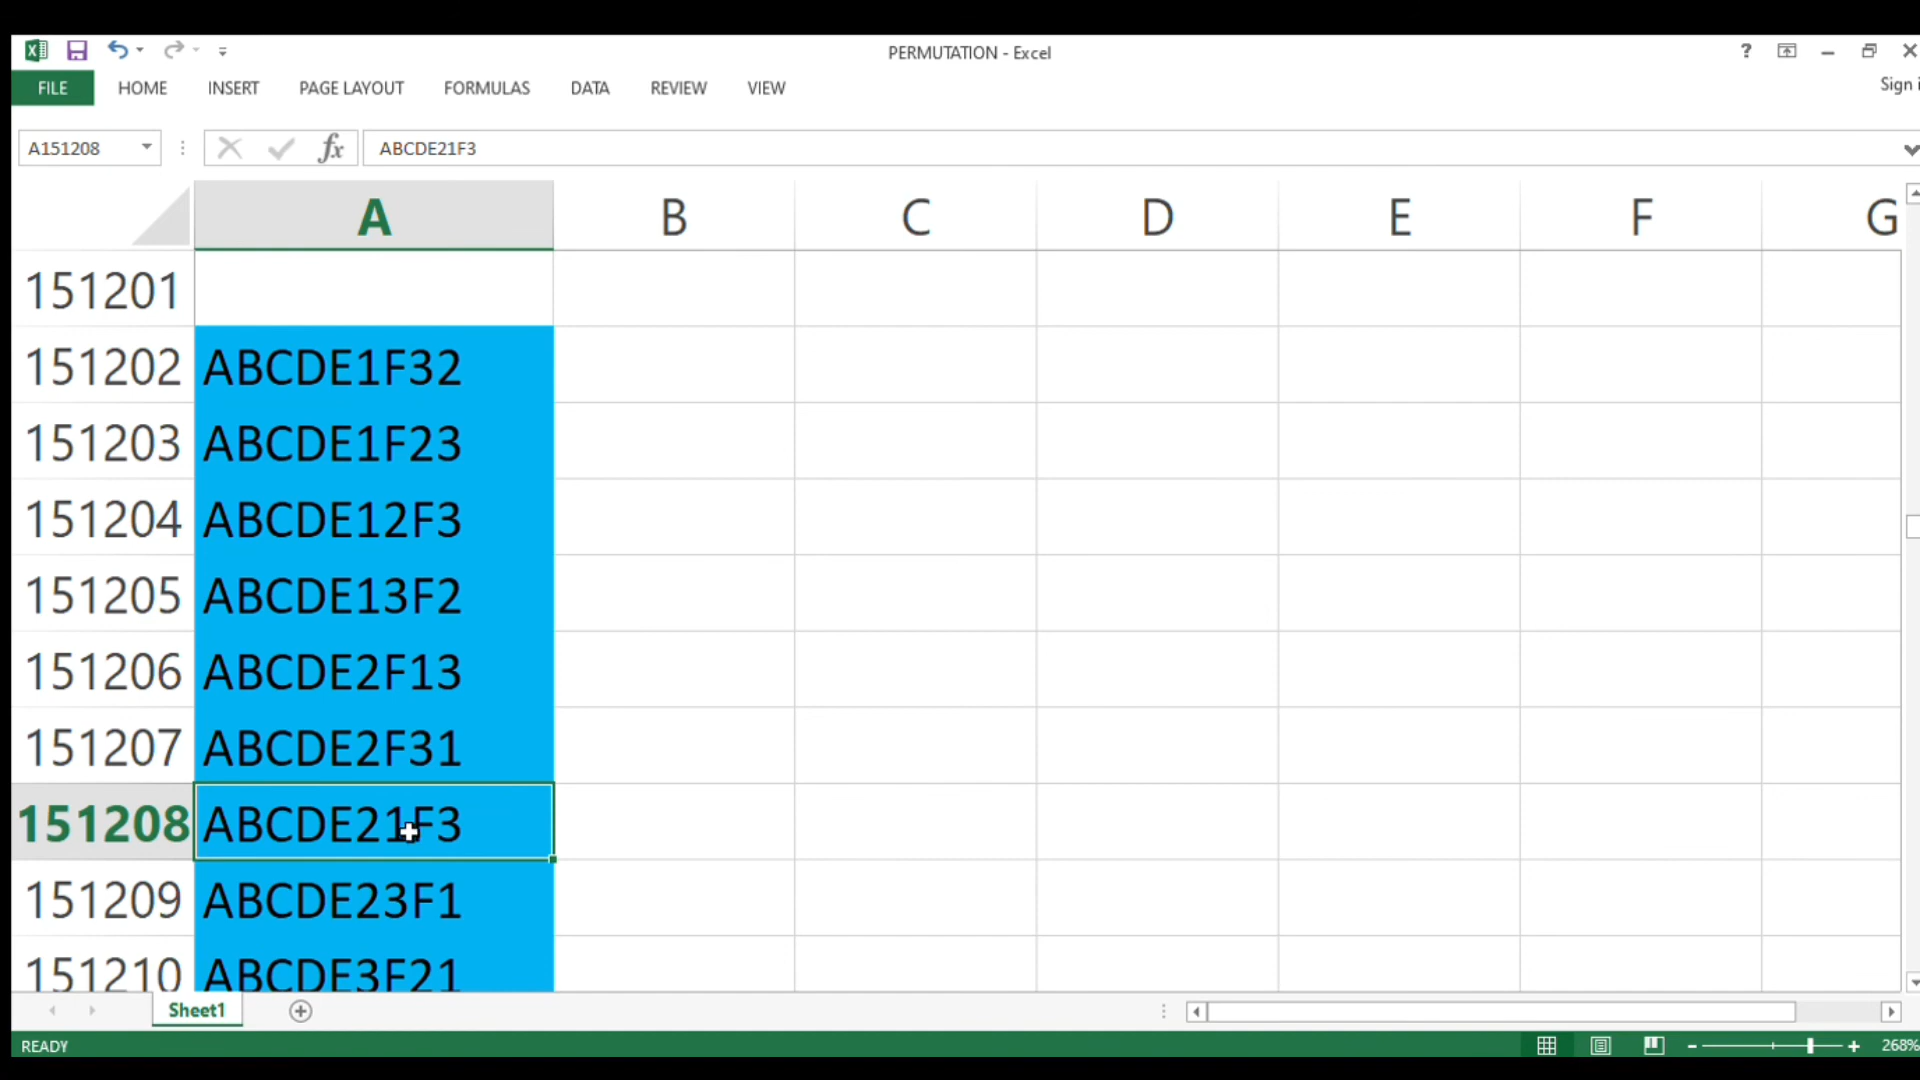 PERMUTATION - Excel
?
Sign i
FILE HOME INSERT PAGE LAYOUT FORMULAS DATA REVIEW VIEW
A151208 fx ABCDE21F3
A B C D E F G
151201
151202 ABCDE1F32
151203 ABCDE1F23
151204 ABCDE12F3
151205 ABCDE13F2
151206 ABCDE2F13
151207 ABCDE2F31
151208 ABCDE21F3
151209 ABCDE23F1
151210 ABCDE3F21
Sheet1
READY 268%